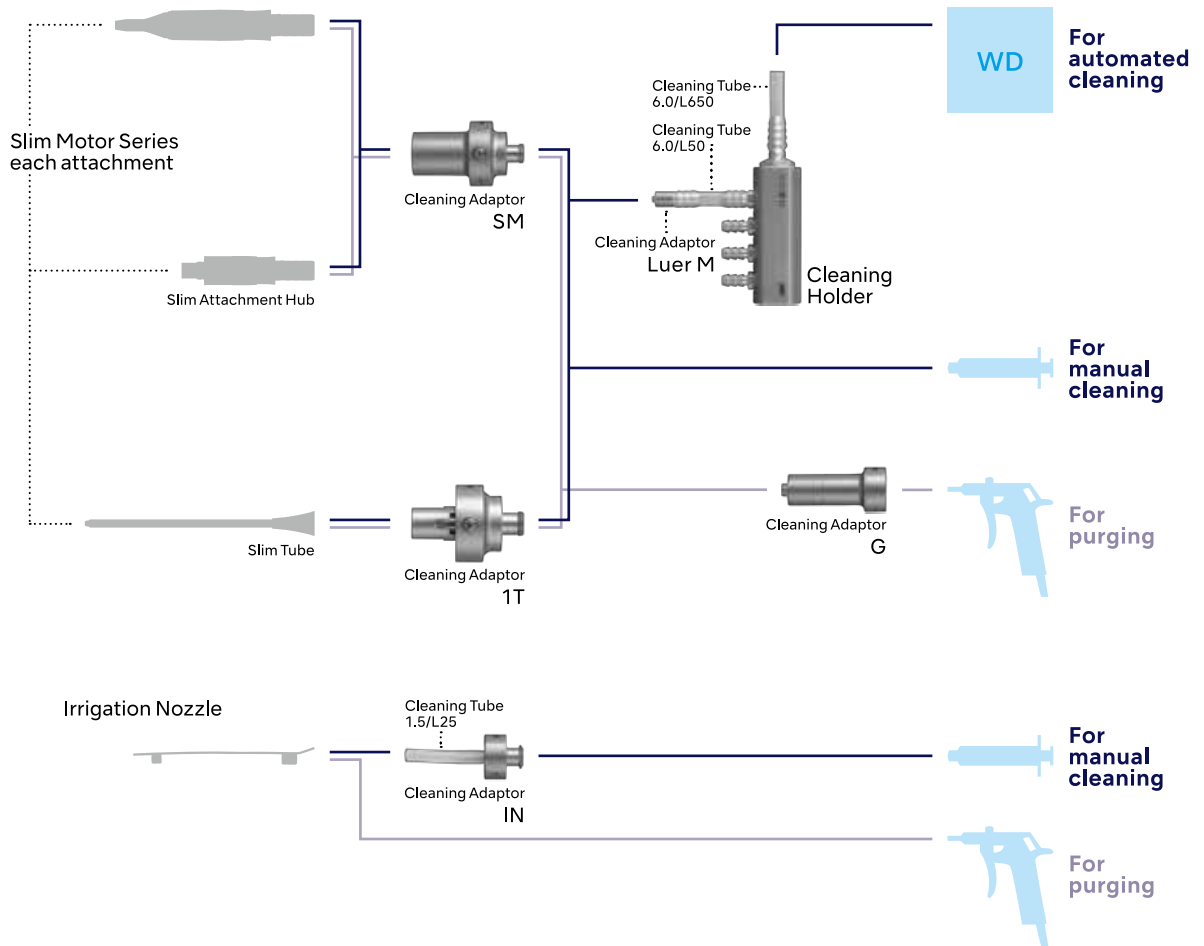 WD
For
automated
cleaning
Cleaning Tube
6.0/L650
Cleaning Tube
6.0/L50
Slim Motor Series
each attachment
Cleaning Adaptor
SM
Cleaning Adaptor
Luer M
Cleaning
Holder
Slim Attachment Hub
For
manual
cleaning
Slim Tube
Cleaning Adaptor
1T
Cleaning Adaptor
G
For
purging
Irrigation Nozzle
Cleaning Tube
1.5/L25
Cleaning Adaptor
IN
For
manual
cleaning
For
purging